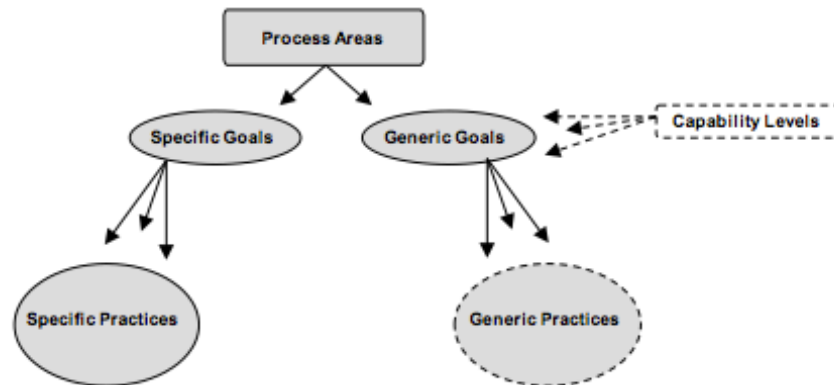 Process Areas
Specific Goals
Generic Goals
Capability Levels
Specific Practices
Generic Practices